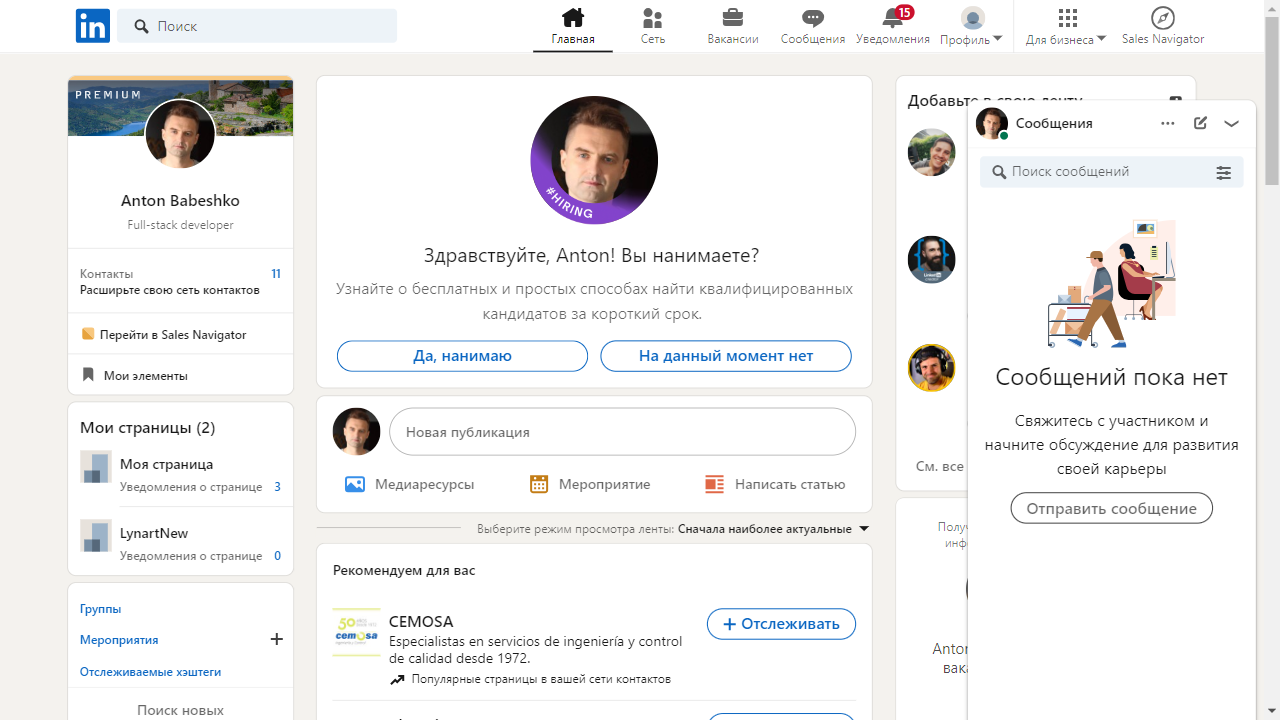 in
Поиск
Главная
Сеть
Вакансии
Сообщения
15
Уведомления
Профиль
Для бизнеса
Sales Navigator
PREMIUM
Anton Babeshko
Full-stack developer
Контакты 11
Расширьте свою сеть контактов
Перейти в Sales Navigator
Мои элементы
Мои страницы (2)
Моя страница
Уведомления о странице 3
LynartNew
Уведомления о странице 0
Группы
Мероприятия
Отслеживаемые хэштеги
Поиск новых
#HIRING
Здравствуйте, Anton! Вы нанимаете?
Узнайте о бесплатных и простых способах найти квалифицированных
кандидатов за короткий срок.
Да, нанимаю
На данный момент нет
Новая публикация
Медиаресурсы
Мероприятие
Написать статью
Выберите режим просмотра ленты: Сначала наиболее актуальные
Рекомендуем для вас
50
cemosa
CEMOSA
Especialistas en servicios de ingeniería y control
de calidad desde 1972.
Популярные страницы в вашей сети контактов
+ Отслеживать
Добавьте в свою ленту
См. все
Anton
Сообщения
Поиск сообщений
Сообщений пока нет
Свяжитесь с участником и
начните обсуждение для развития
своей карьеры
Отправить сообщение